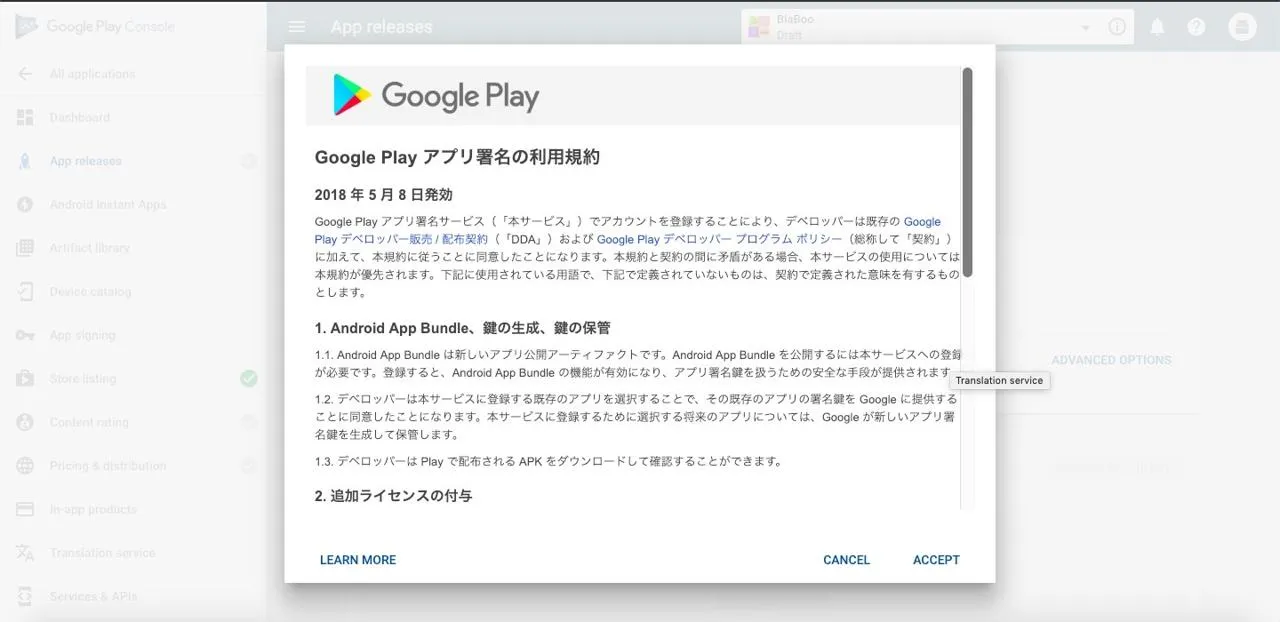 Google Play Console
App releases
BlaBoo
Draft
All applications
Dashboard
App releases
Android Instant Apps
Artifact library
Device catalog
App signing
Store listing
Content rating
Pricing & distribution
In-app products
Translation service
Services & APIs
Google Play
Google Play アプリ署名の利用規約
2018 年 5 月 8 日発効
Google Play アプリ署名サービス（「本サービス」）でアカウントを登録することにより、デベロッパーは既存の Google
Play デベロッパー販売 / 配布契約（「DDA」）および Google Play デベロッパー プログラム ポリシー（総称して「契約」）
に加えて、本規約に従うことに同意したことになります。本規約と契約の間に矛盾がある場合、本サービスの使用については
本規約が優先されます。下記に使用されている用語で、下記で定義されていないものは、契約で定義された意味を有するもの
とします。
1. Android App Bundle、鍵の生成、鍵の保管
1.1. Android App Bundle は新しいアプリ公開アーティファクトです。Android App Bundle を公開するには本サービスへの登録
が必要です。登録すると、Android App Bundle の機能が有効になり、アプリ署名鍵を扱うための安全な手段が提供されます
1.2. デベロッパーは本サービスに登録する既存のアプリを選択することで、その既存のアプリの署名鍵を Google に提供する
ことに同意したことになります。本サービスに登録するために選択する将来のアプリについては、Google が新しいアプリ署
名鍵を生成して保管します。
1.3. デベロッパーは Play で配布される APK をダウンロードして確認することができます。
2. 追加ライセンスの付与
LEARN MORE
CANCEL
ACCEPT
ADVANCED OPTIONS
Translation service